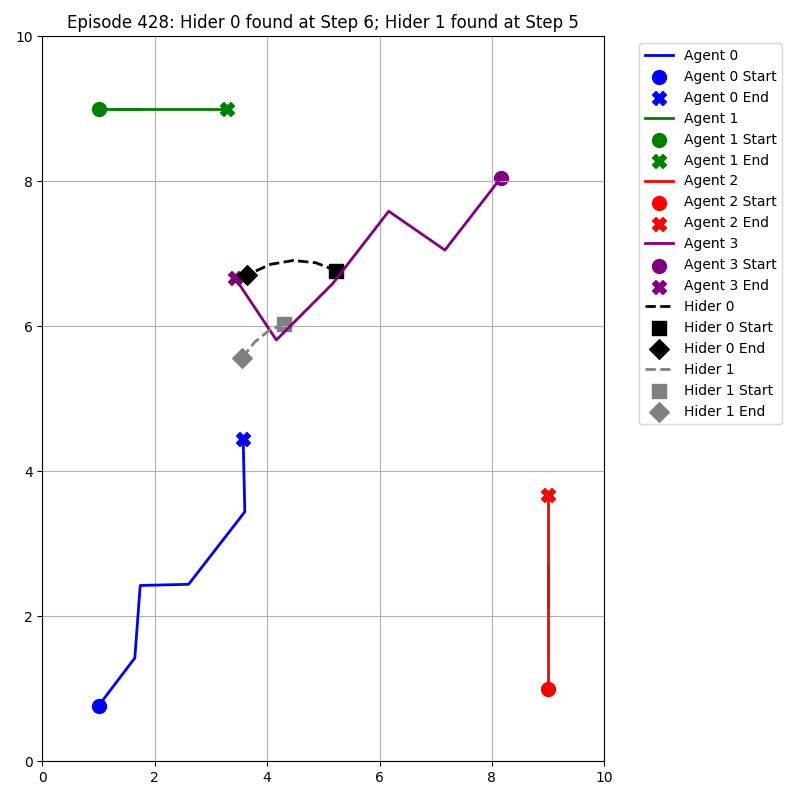 Episode 428: Hider 0 found at Step 6; Hider 1 found at Step 5
10
8
6
4
2
0
0 2 4 6 8 10
Agent 0
Agent 0 Start
Agent 0 End
Agent 1
Agent 1 Start
Agent 1 End
Agent 2
Agent 2 Start
Agent 2 End
Agent 3
Agent 3 Start
Agent 3 End
Hider 0
Hider 0 Start
Hider 0 End
Hider 1
Hider 1 Start
Hider 1 End